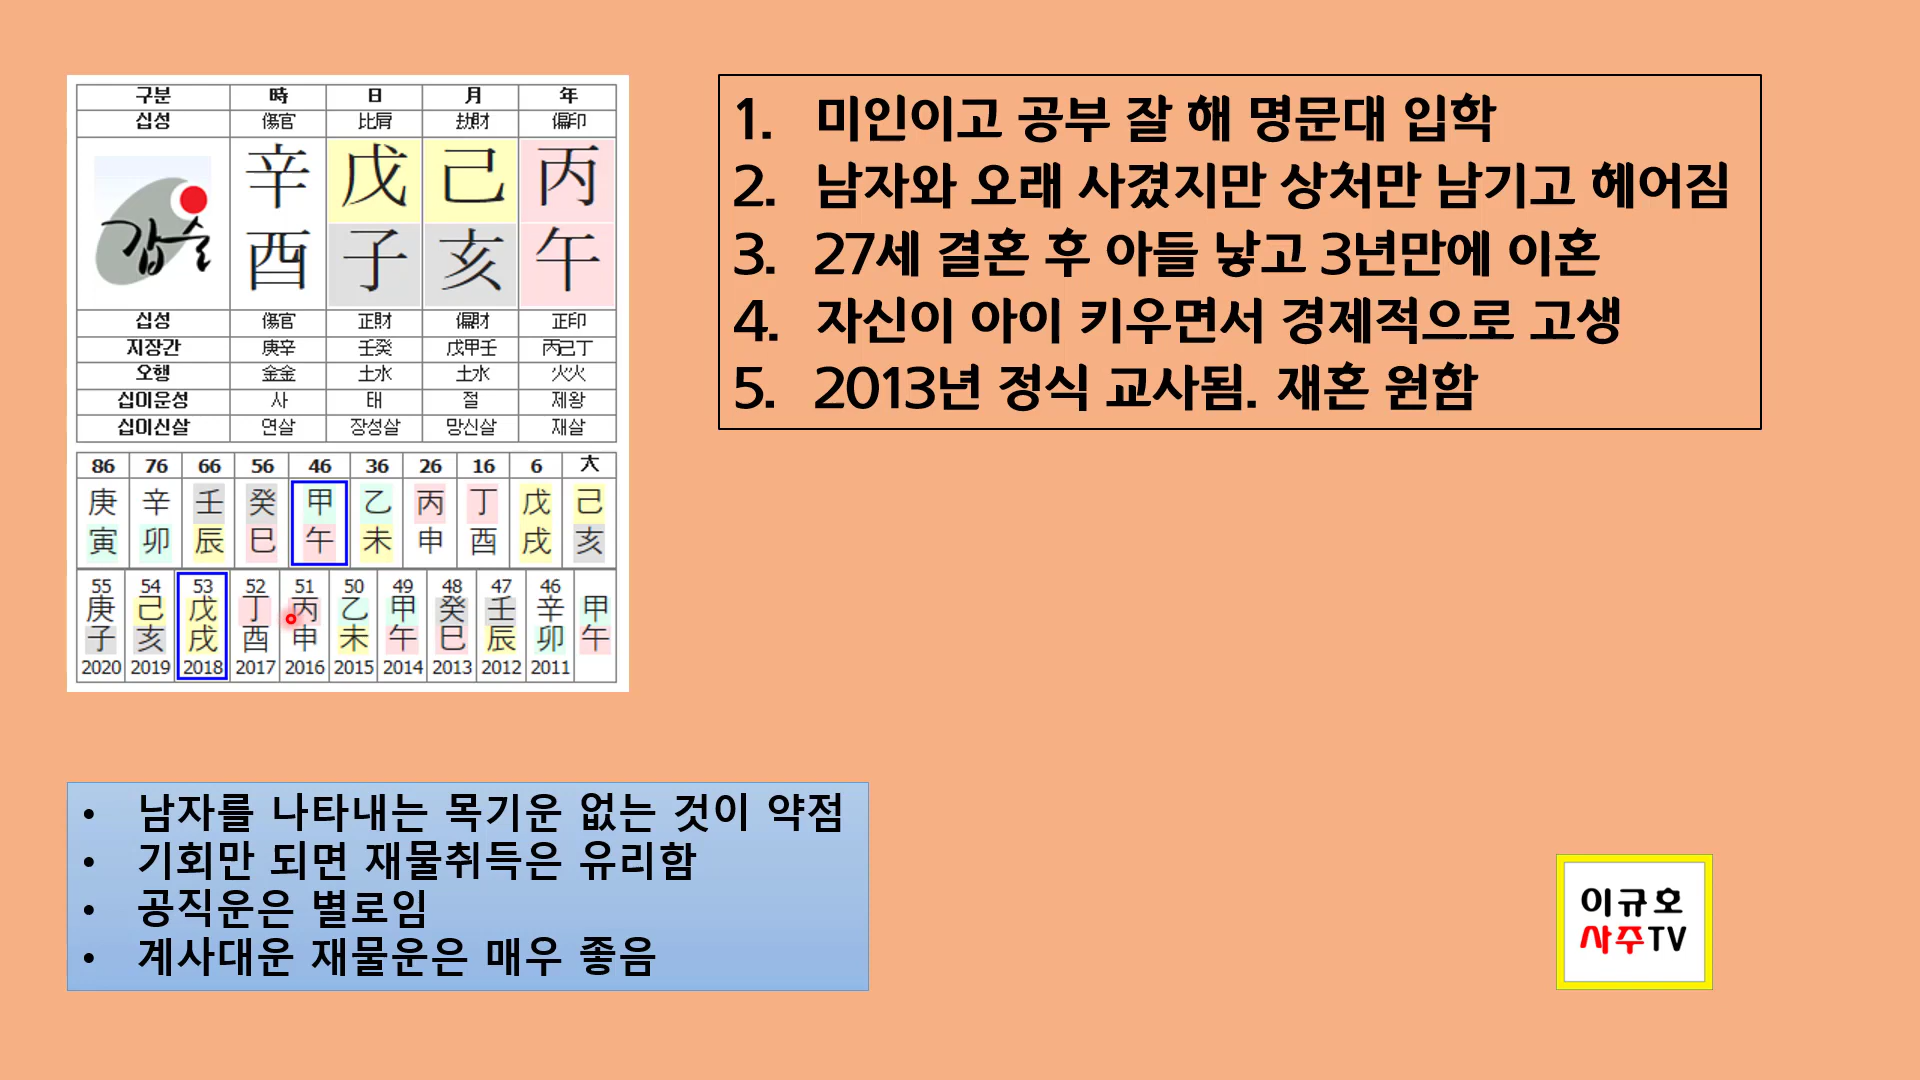 구분 時 日 月 年
십성 傷官 比肩 劫財 偏印
갑술
辛 戊 己 丙
酉 子 亥 午
십성 傷官 正財 偏財 正印
지장간 庚辛 壬癸 戊甲壬 丙己丁
오행 金金 土水 土水 火火
십이운성 사 태 절 제왕
십이신살 연살 장성살 망신살 재살
86 76 66 56 46 36 26 16 6 大
庚 辛 壬 癸 甲 乙 丙 丁 戊 己
寅 卯 辰 巳 午 未 申 酉 戌 亥
55 54 53 52 51 50 49 48 47 46
庚 己 戊 丁 丙 乙 甲 癸 壬 辛 甲
子 亥 戌 酉 申 未 午 巳 辰 卯 午
2020 2019 2018 2017 2016 2015 2014 2013 2012 2011
1. 미인이고 공부 잘 해 명문대 입학
2. 남자와 오래 사겼지만 상처만 남기고 헤어짐
3. 27세 결혼 후 아들 낳고 3년만에 이혼
4. 자신이 아이 키우면서 경제적으로 고생
5. 2013년 정식 교사됨. 재혼 원함
• 남자를 나타내는 목기운 없는 것이 약점
• 기회만 되면 재물취득은 유리함
• 공직운은 별로임
• 계사대운 재물운은 매우 좋음
이규호
사주TV